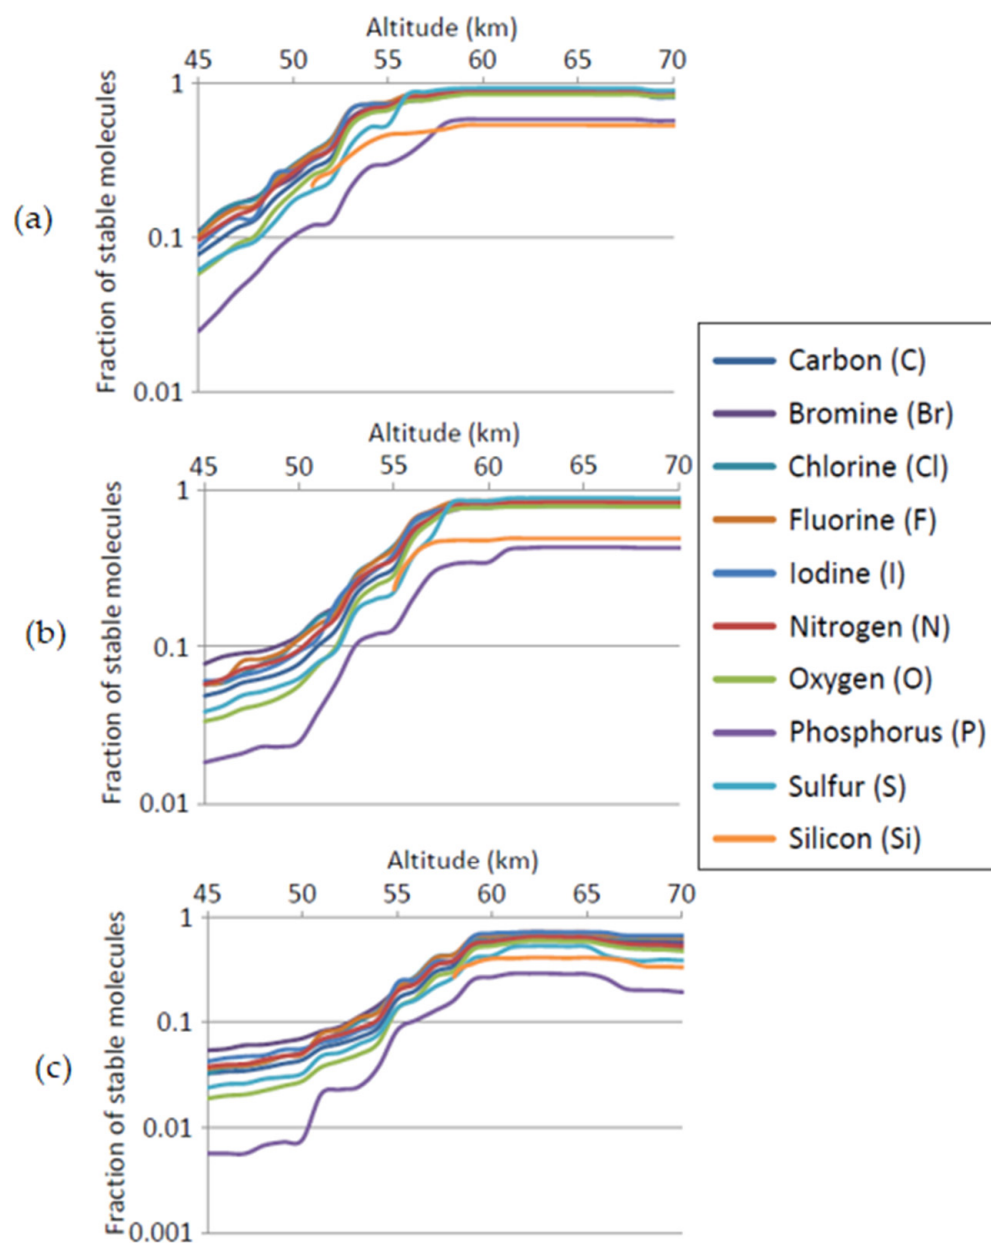 (a)
Altitude (km)
45 50 55 60 65 70
1
0.1
0.01
Fraction of stable molecules
(b)
Altitude (km)
45 50 55 60 65 70
1
0.1
0.01
Fraction of stable molecules
(c)
Altitude (km)
45 50 55 60 65 70
1
0.1
0.01
0.001
Fraction of stable molecules
Carbon (C)
Bromine (Br)
Chlorine (Cl)
Fluorine (F)
Iodine (I)
Nitrogen (N)
Oxygen (O)
Phosphorus (P)
Sulfur (S)
Silicon (Si)